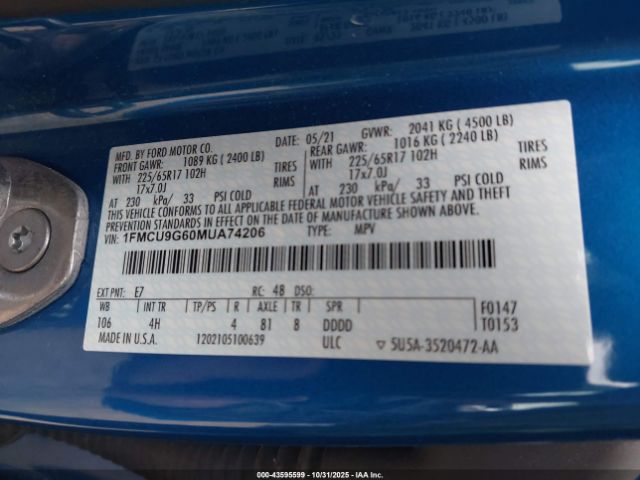 MFD. BY FORD MOTOR CO. DATE: 05/21 GVWR: 2041 KG ( 4500 LB)
FRONT GAWR: 1089 KG ( 2400 LB) REAR GAWR: 1016 KG ( 2240 LB)
WITH 225/65R17 102H TIRES WITH 225/65R17 102H TIRES
17x7.0J RIMS 17x7.0J RIMS
AT 230 kPa/ 33 PSI COLD AT 230 kPa/ 33 PSI COLD
THIS VEHICLE CONFORMS TO ALL APPLICABLE FEDERAL MOTOR VEHICLE SAFETY AND THEFT
PREVENTION STANDARDS IN EFFECT ON THE DATE OF MANUFACTURE SHOWN ABOVE.
VIN: 1FMCU9G60MUA74206 TYPE: MPV
EXT PNT: E7 RC: 48 DSO:
WB INT TR TP/PS R AXLE TR SPR F0147
106 4H 4 81 8 DDDD T0153
MADE IN U.S.A. 1202105100639 ULC ▽ 5U5A-3520472-AA
<<00-43595599 - 10/31/2025 - IAAI.COM>>